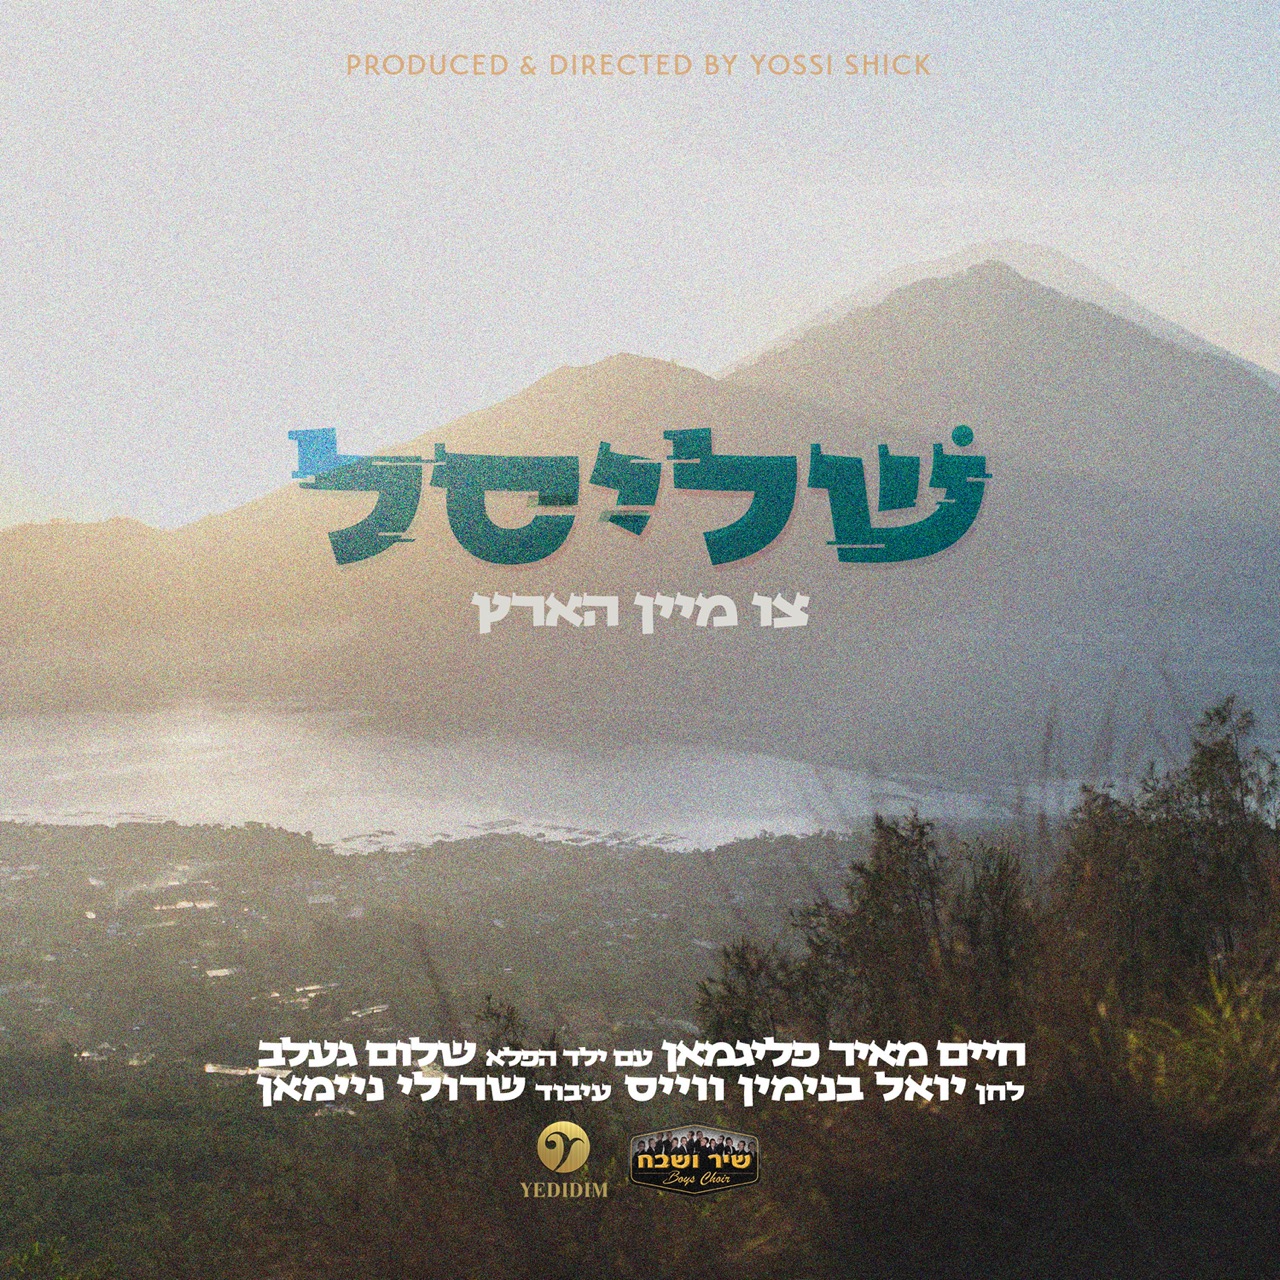 PRODUCED & DIRECTED BY YOSSI SHICK
שׁליסל
צו מיין הארץ
חיים מאיר פליגמאן עם ילד הפלא שלום געלב
לחן יואל בנימין ווייס עיבוד שרולי ניימאן
YEDIDIM
שיר ושבח
Boys Choir